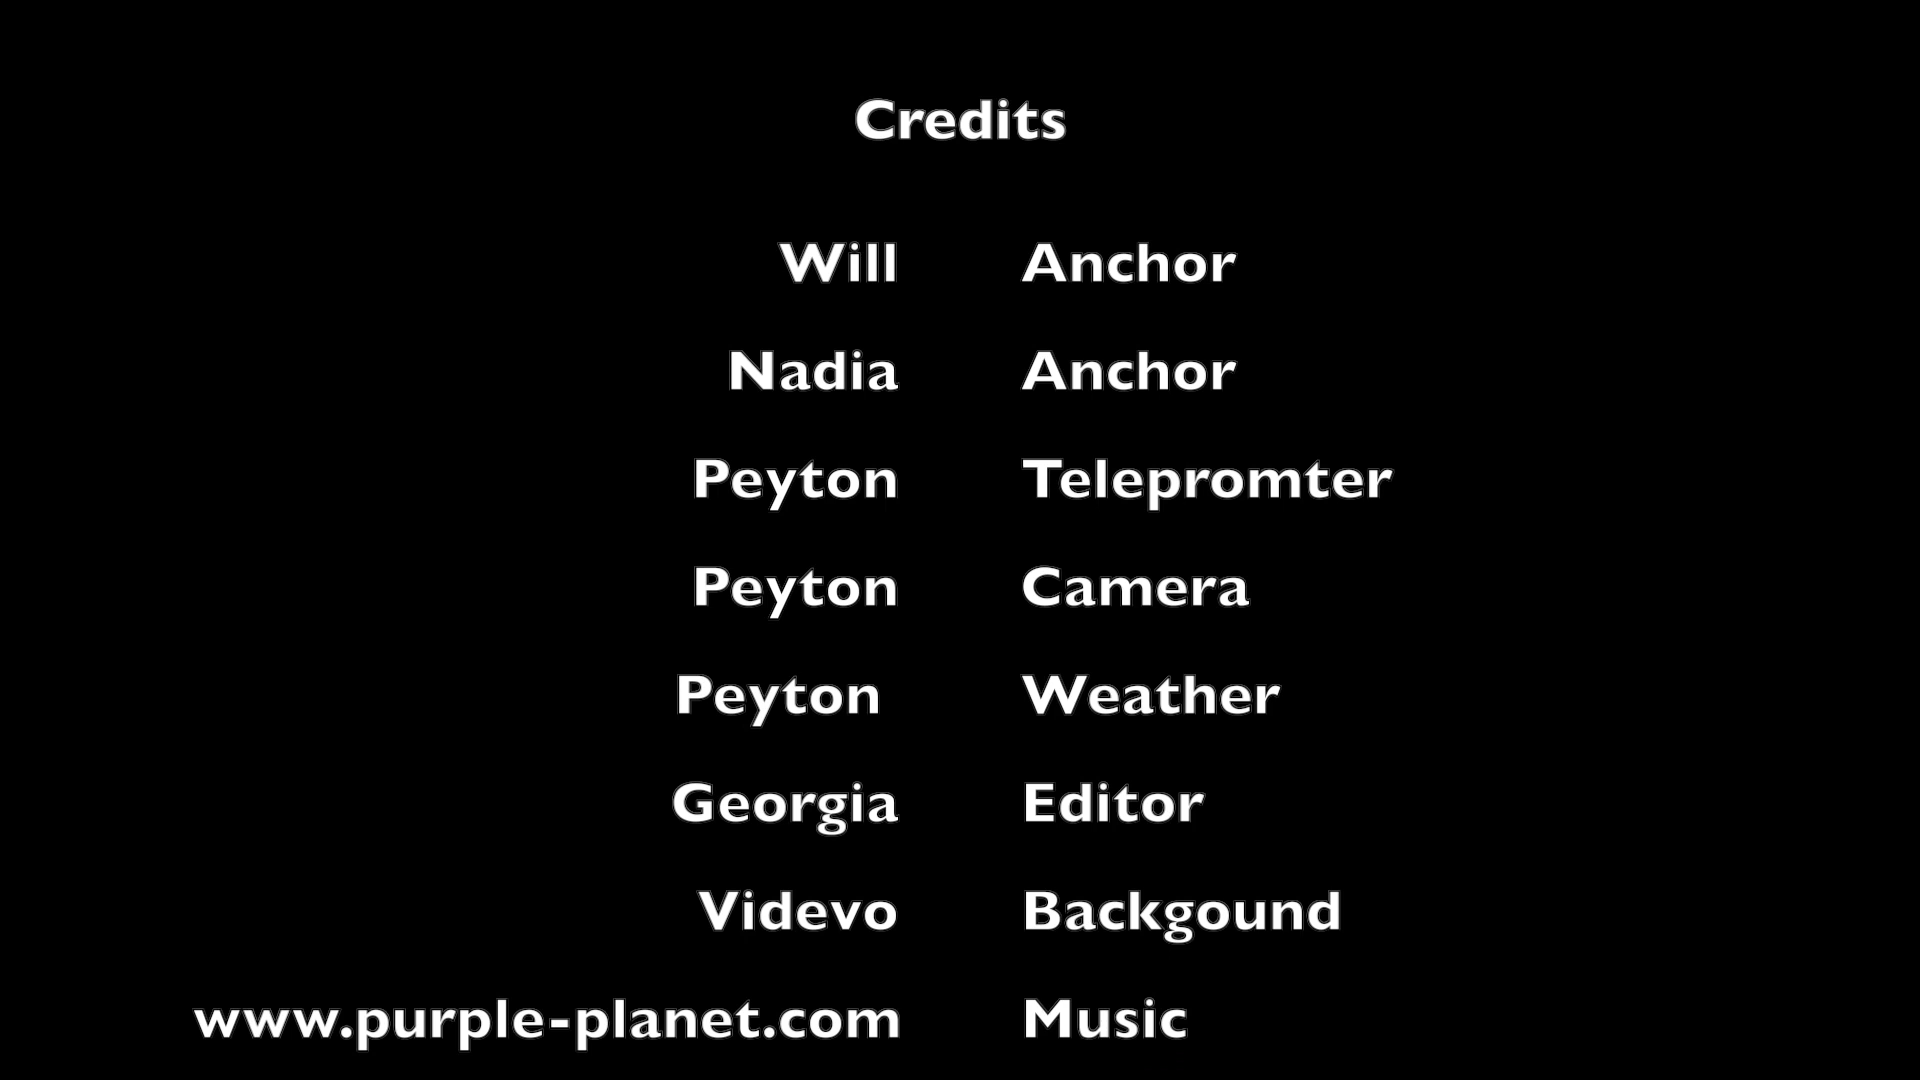 Credits
Will Anchor
Nadia Anchor
Peyton Telepromter
Peyton Camera
Peyton Weather
Georgia Editor
Videvo Backgound
www.purple-planet.com Music